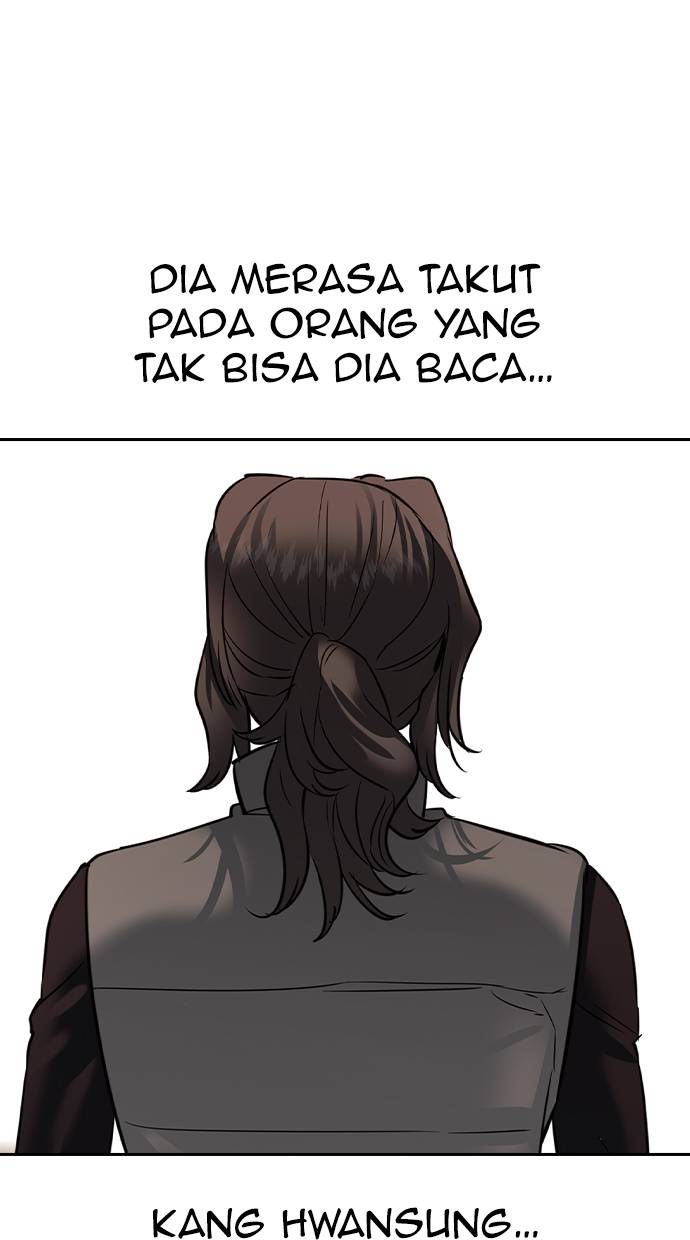 DIA MERASA TAKUT
PADA ORANG YANG
TAK BISA DIA BACA...
KANG HWANSUNG...